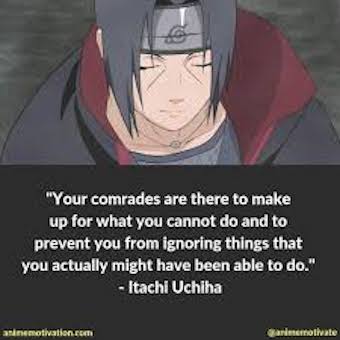 "Your comrades are there to make
up for what you cannot do and to
prevent you from ignoring things that
you actually might have been able to do."
- Itachi Uchiha
animemotivation.com
@animemotivate